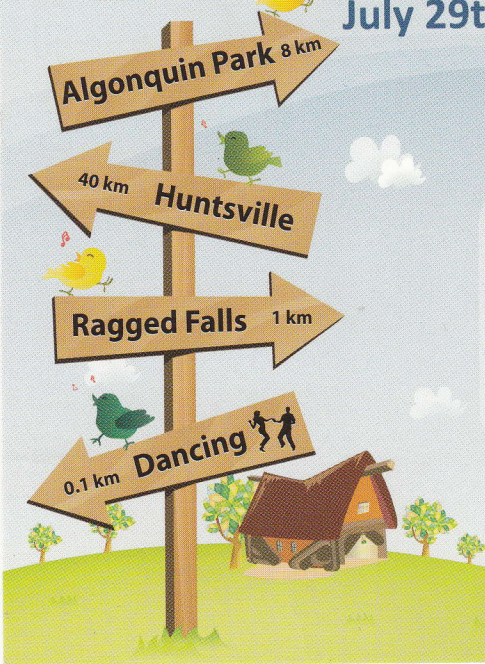 July 29t
Algonquin Park 8 km
40 km Huntsville
Ragged Falls 1 km
0.1 km Dancing